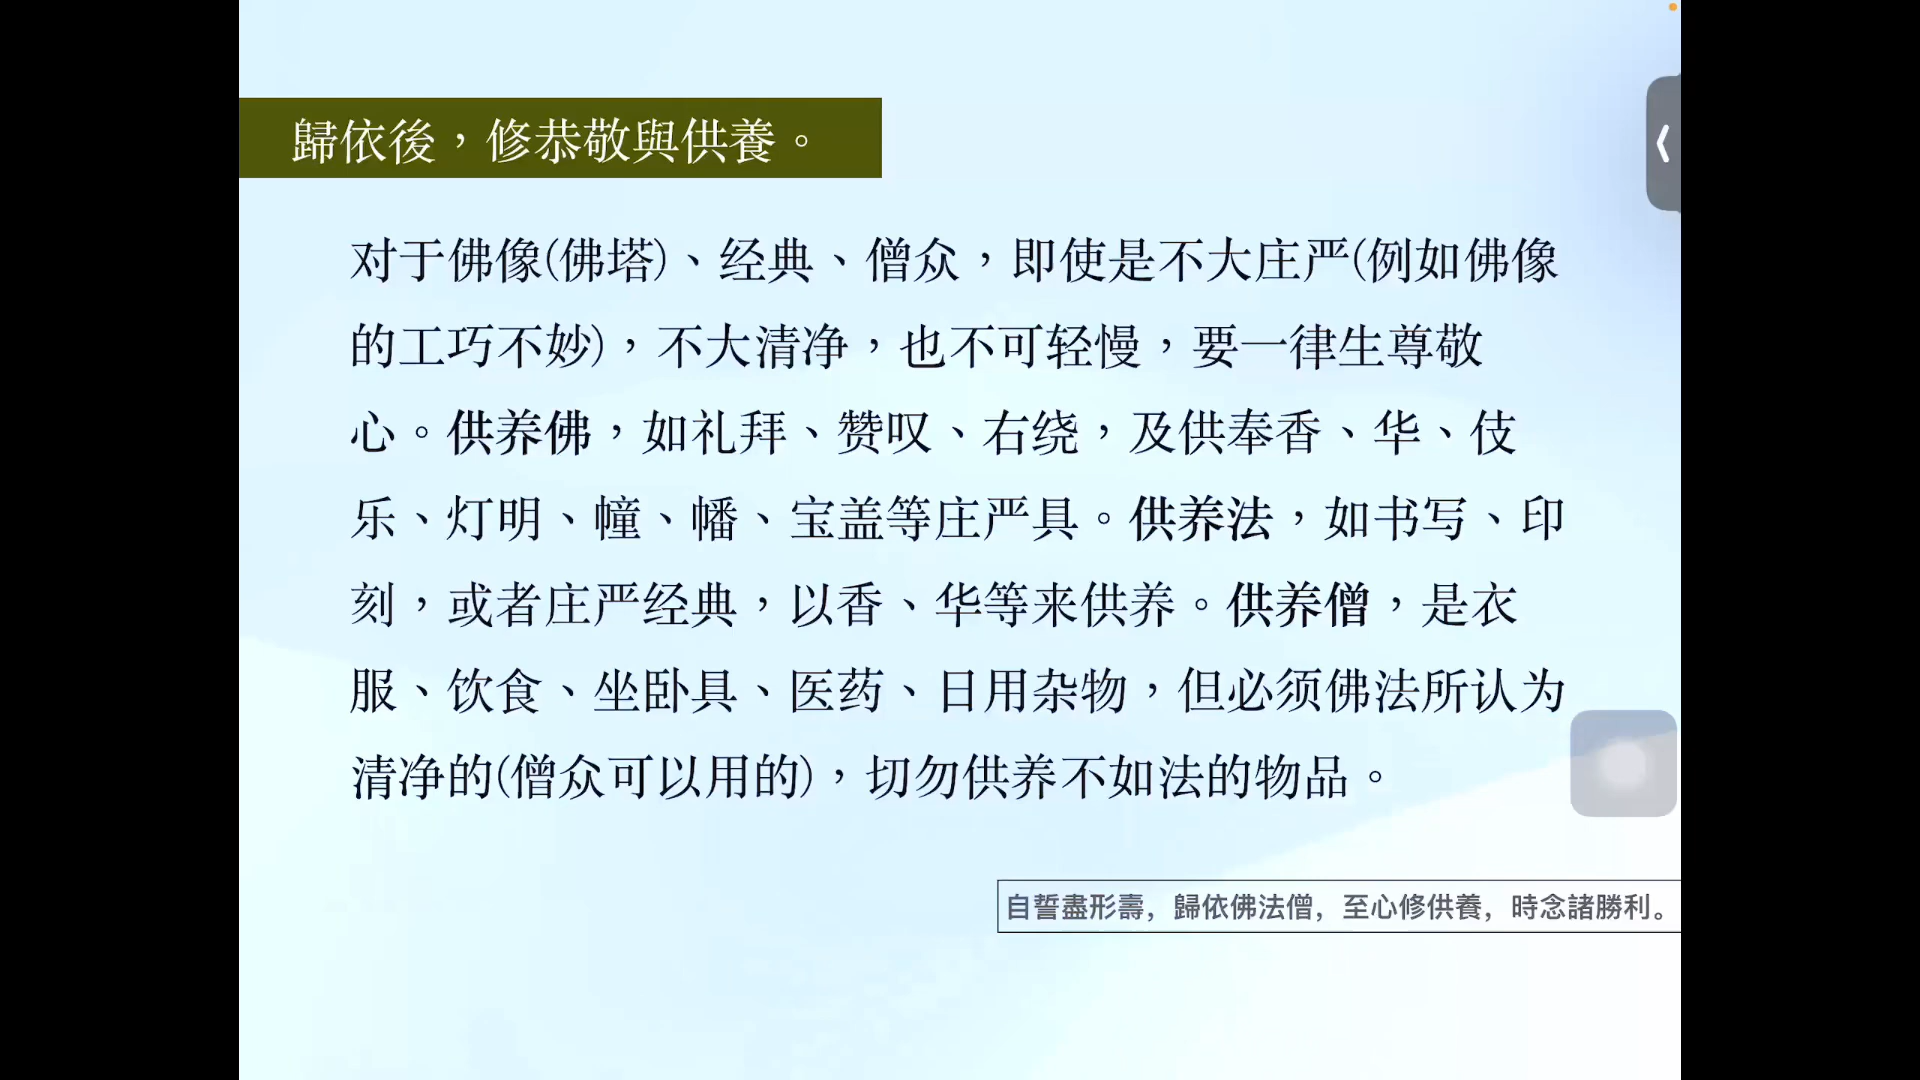 歸依後，修恭敬與供養。
对于佛像(佛塔)、经典、僧众，即使是不大庄严(例如佛像
的工巧不妙)，不大清净，也不可轻慢，要一律生尊敬
心。供养佛，如礼拜、赞叹、右绕，及供奉香、华、伎
乐、灯明、幢、幡、宝盖等庄严具。供养法，如书写、印
刻，或者庄严经典，以香、华等来供养。供养僧，是衣
服、饮食、坐卧具、医药、日用杂物，但必须佛法所认为
清净的(僧众可以用的)，切勿供养不如法的物品。
自誓盡形壽，歸依佛法僧，至心修供養，時念諸勝利。